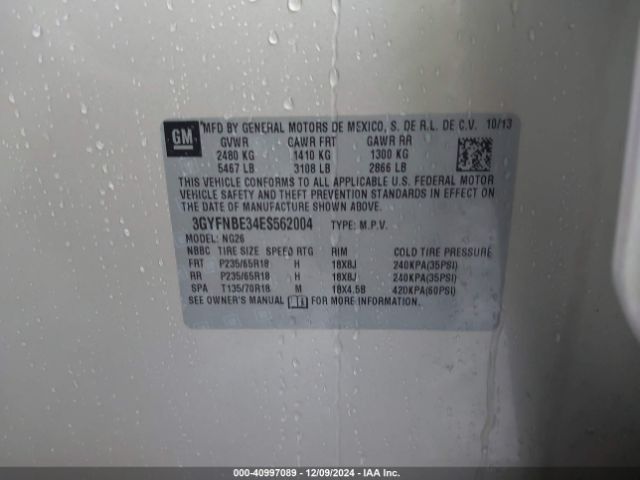 GM
*MFD BY GENERAL MOTORS DE MEXICO, S. DE R.L. DE C.V. 10/13
GVWR GAWR FRT GAWR RR
2480 KG 1410 KG 1300 KG
5467 LB 3108 LB 2866 LB
THIS VEHICLE CONFORMS TO ALL APPLICABLE U.S. FEDERAL MOTOR
VEHICLE SAFETY AND THEFT PREVENTION STANDARDS IN EFFECT ON
THE DATE OF MANUFACTURE SHOWN ABOVE.
3GYFNBE34ES562004 TYPE: M.P.V.
MODEL: NG26
NBBC TIRE SIZE SPEED RTG RIM COLD TIRE PRESSURE
FRT P235/65R18 H 18X8J 240KPA(35PSI)
RR P235/65R18 H 18X8J 240KPA(35PSI)
SPA T135/70R18 M 18X4.5B 420KPA(60PSI)
SEE OWNER'S MANUAL FOR MORE INFORMATION.
000-40997089 - 12/09/2024 - IAA Inc.